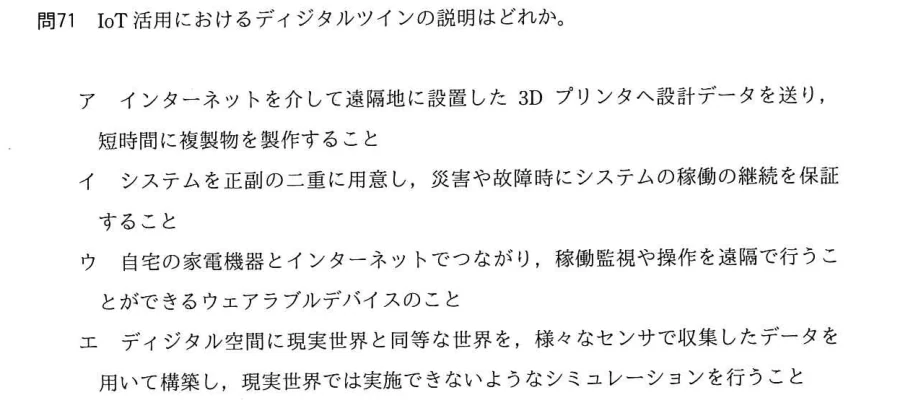 問71 IoT 活用におけるディジタルツインの説明はどれか。
ア インターネットを介して遠隔地に設置した 3D プリンタへ設計データを送り，
短時間に複製物を製作すること
イ システムを正副の二重に用意し，災害や故障時にシステムの稼働の継続を保証
すること
ウ 自宅の家電機器とインターネットでつながり，稼働監視や操作を遠隔で行うこ
とができるウェアラブルデバイスのこと
エ ディジタル空間に現実世界と同等な世界を，様々なセンサで収集したデータを
用いて構築し，現実世界では実施できないようなシミュレーションを行うこと